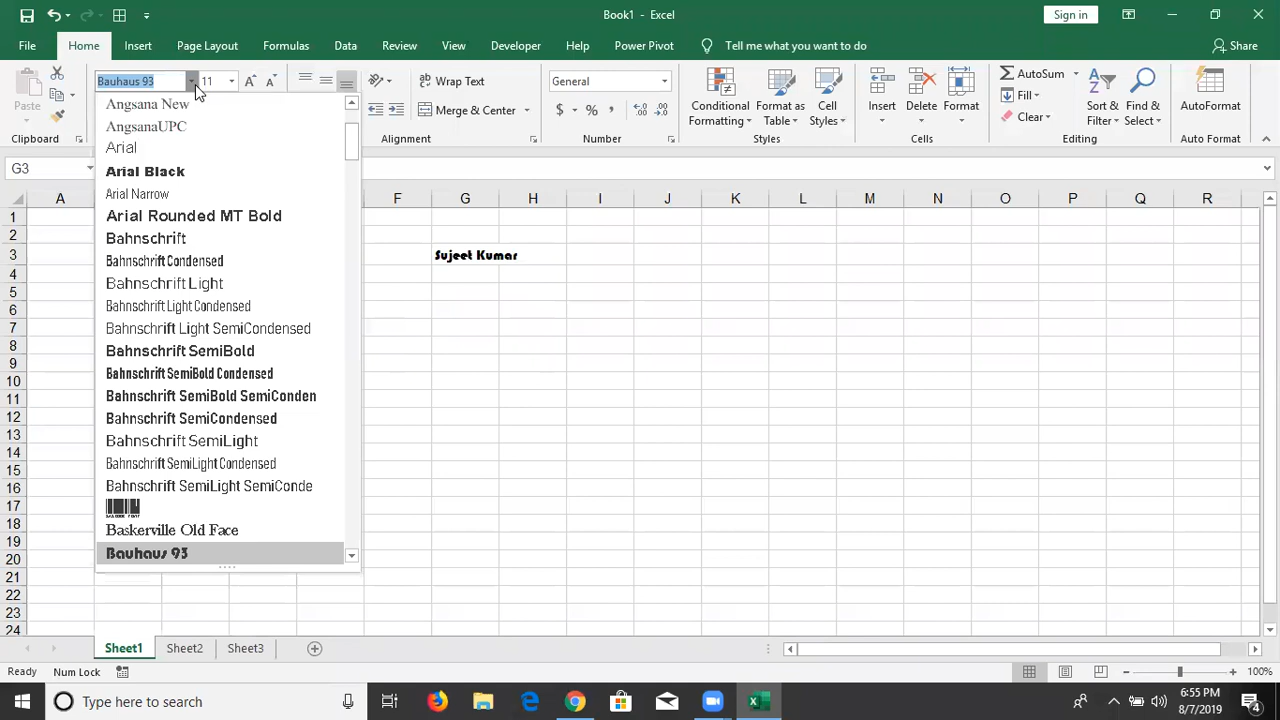 Book1 - Excel
Sign in
File Home Insert Page Layout Formulas Data Review View Developer Help Power Pivot Tell me what you want to do Share
Bauhaus 93 11 Wrap Text General
Merge & Center $ % ,
Paste
Conditional Formatting
Format as Table
Cell Styles
Insert Delete Format
AutoSum
Fill
Clear
Sort & Filter
Find & Select
AutoFormat
Clipboard Alignment Number Styles Cells Editing Auto Format
G3
Angsana New
AngsanaUPC
Arial
Arial Black
Arial Narrow
Arial Rounded MT Bold
Bahnschrift
Bahnschrift Condensed
Bahnschrift Light
Bahnschrift Light Condensed
Bahnschrift Light SemiCondensed
Bahnschrift SemiBold
Bahnschrift SemiBold Condensed
Bahnschrift SemiBold SemiConden
Bahnschrift SemiCondensed
Bahnschrift SemiLight
Bahnschrift SemiLight Condensed
Bahnschrift SemiLight SemiConde
Baskerville Old Face
Bauhaus 93
A F G H I J K L M N O P Q R
1
2
3 Sujeet Kumar
4
5
6
7
8
9
10
11
12
13
14
15
16
17
18
19
20
21
22
23
24
Sheet1 Sheet2 Sheet3
Ready Num Lock 100%
Type here to search
6:55 PM
8/7/2019
4